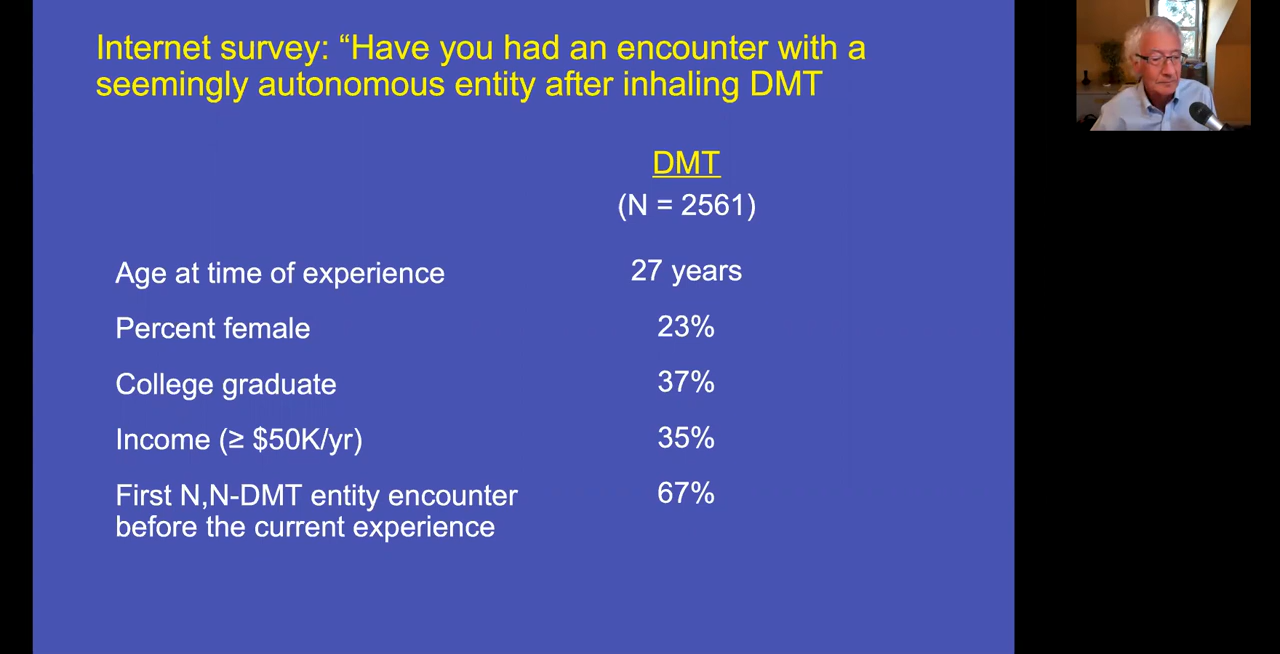 Internet survey: “Have you had an encounter with a
seemingly autonomous entity after inhaling DMT
DMT
(N = 2561)
Age at time of experience 27 years
Percent female 23%
College graduate 37%
Income (≥ $50K/yr) 35%
First N,N-DMT entity encounter 67%
before the current experience